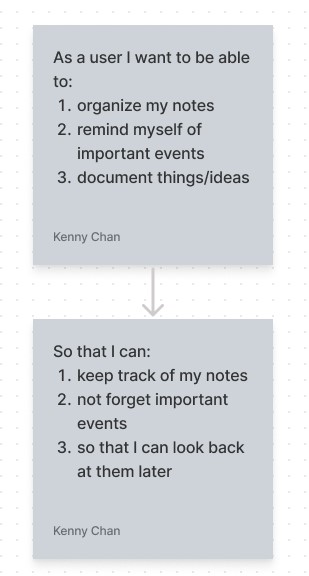 As a user I want to be able
to:
1. organize my notes
2. remind myself of
important events
3. document things/ideas
Kenny Chan
So that I can:
1. keep track of my notes
2. not forget important
events
3. so that I can look back
at them later
Kenny Chan